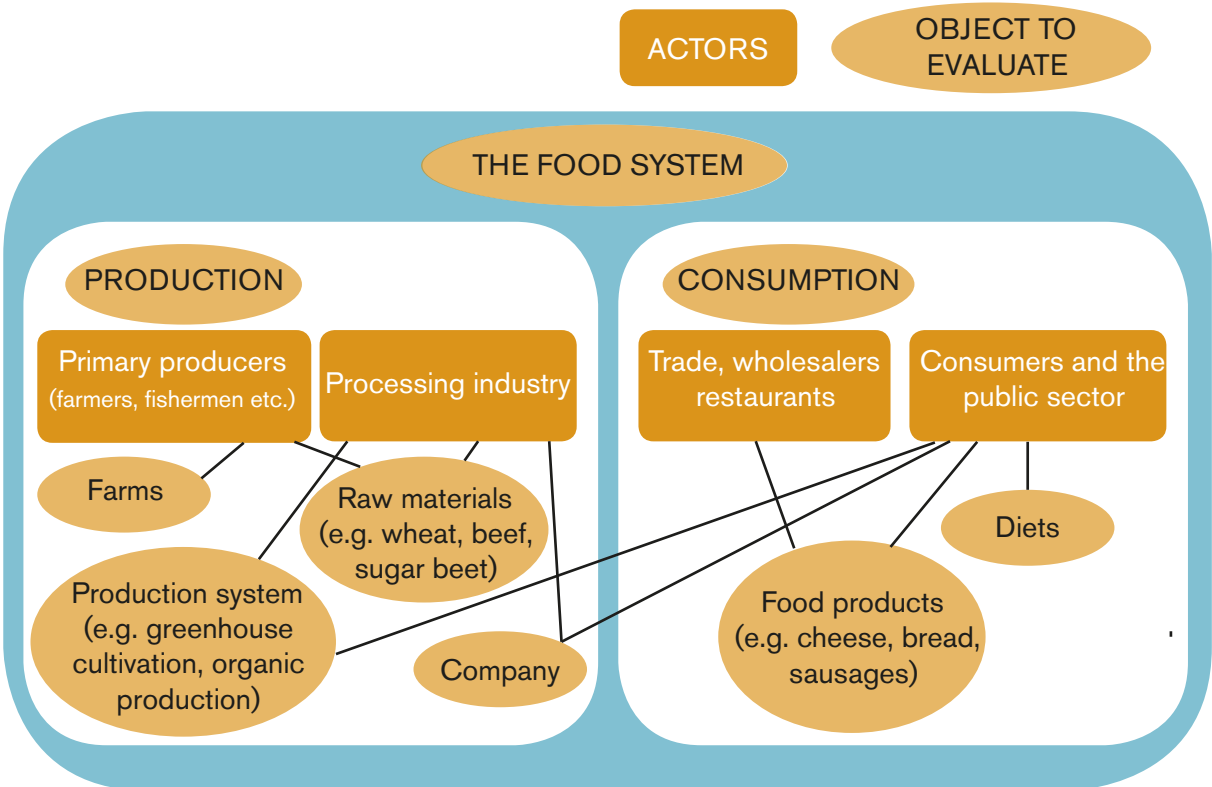 ACTORS
OBJECT TO
EVALUATE
THE FOOD SYSTEM
PRODUCTION
Primary producers
(farmers, fishermen etc.)
Processing industry
Farms
Raw materials
(e.g. wheat, beef,
sugar beet)
Production system
(e.g. greenhouse
cultivation, organic
production)
Company
CONSUMPTION
Trade, wholesalers
restaurants
Consumers and the
public sector
Diets
Food products
(e.g. cheese, bread,
sausages)